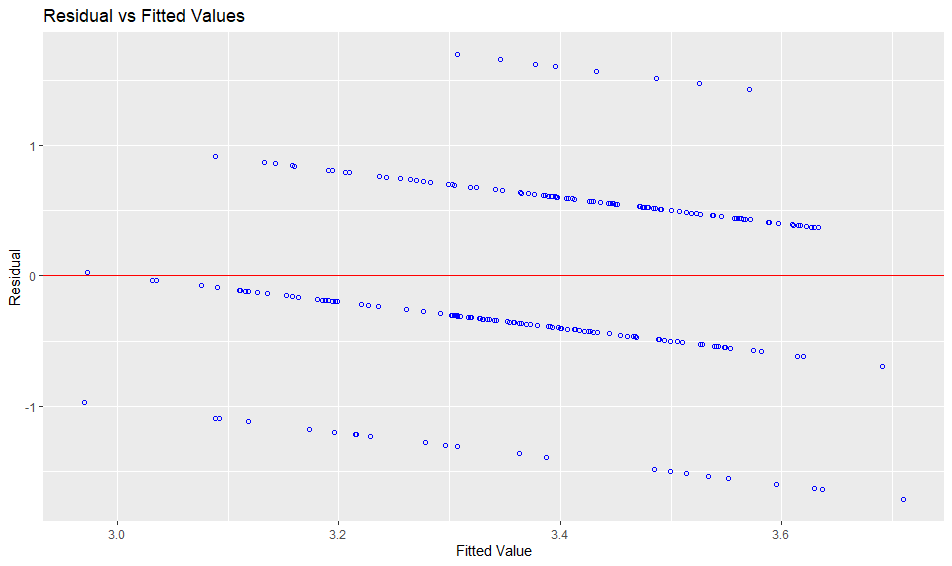 Residual vs Fitted Values
Residual
1
0
-1
3.0
3.2
3.4
3.6
Fitted Value